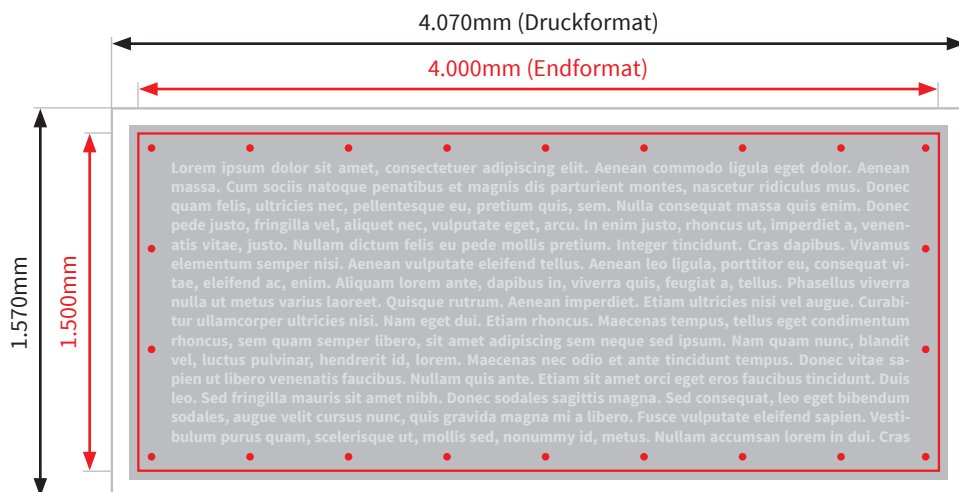 4.070mm (Druckformat)
4.000mm (Endformat)
1.570mm
1.500mm
Lorem ipsum dolor sit amet, consectetuer adipiscing elit. Aenean commodo ligula eget dolor. Aenean
massa. Cum sociis natoque penatibus et magnis dis parturient montes, nascetur ridiculus mus. Donec
quam felis, ultricies nec, pellentesque eu, pretium quis, sem. Nulla consequat massa quis enim. Donec
pede justo, fringilla vel, aliquet nec, vulputate eget, arcu. In enim justo, rhoncus ut, imperdiet a, venen-
atis vitae, justo. Nullam dictum felis eu pede mollis pretium. Integer tincidunt. Cras dapibus. Vivamus
elementum semper nisi. Aenean vulputate eleifend tellus. Aenean leo ligula, porttitor eu, consequat vi-
tae, eleifend ac, enim. Aliquam lorem ante, dapibus in, viverra quis, feugiat a, tellus. Phasellus viverra
nulla ut metus varius laoreet. Quisque rutrum. Aenean imperdiet. Etiam ultricies nisi vel augue. Curabi-
tur ullamcorper ultricies nisi. Nam eget dui. Etiam rhoncus. Maecenas tempus, tellus eget condimentum
rhoncus, sem quam semper libero, sit amet adipiscing sem neque sed ipsum. Nam quam nunc, blandit
vel, luctus pulvinar, hendrerit id, lorem. Maecenas nec odio et ante tincidunt tempus. Donec vitae sa-
pien ut libero venenatis faucibus. Nullam quis ante. Etiam sit amet orci eget eros faucibus tincidunt. Duis
leo. Sed fringilla mauris sit amet nibh. Donec sodales sagittis magna. Sed consequat, leo eget bibendum
sodales, augue velit cursus nunc, quis gravida magna mi a libero. Fusce vulputate eleifend sapien. Vesti-
bulum purus quam, scelerisque ut, mollis sed, nonummy id, metus. Nullam accumsan lorem in dui. Cras